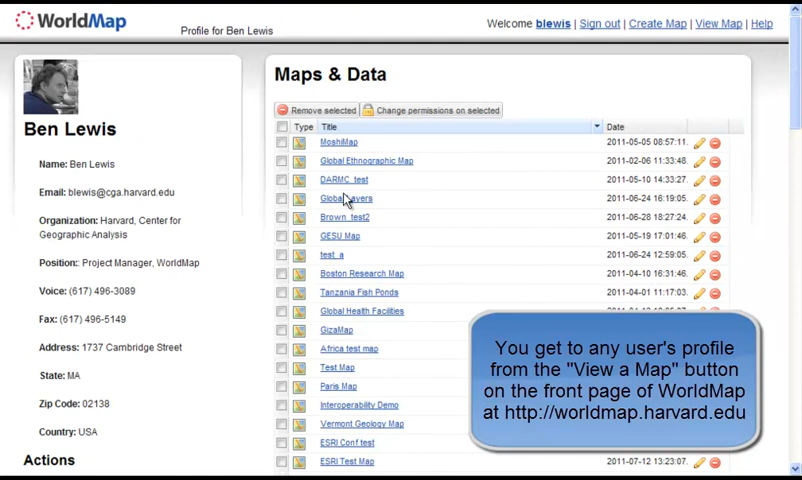 WorldMap
Profile for Ben Lewis
Welcome blewis | Sign out | Create Map | View Map | Help
Ben Lewis
Name: Ben Lewis
Email: blewis@cga.harvard.edu
Organization: Harvard, Center for
Geographic Analysis
Position: Project Manager, WorldMap
Voice: (617) 496-3089
Fax: (617) 496-5149
Address: 1737 Cambridge Street
State: MA
Zip Code: 02138
Country: USA
Actions
Maps & Data
Remove selected Change permissions on selected
Type Title Date
MoshiMap 2011-05-05 08:57:11.
Global Ethnographic Map 2011-02-06 11:33:48.
DARMC_test 2011-05-10 14:33:27.
Global Layers 2011-06-24 16:19:05.
Brown_test2 2011-06-28 18:27:24.
GESU Map 2011-05-19 17:01:46.
test_a 2011-06-24 12:59:05.
Boston Research Map 2011-04-10 16:31:46.
Tanzania Fish Ponds 2011-04-01 11:17:03.
Global Health Facilities
GizaMap
Africa test map
Test Map
Paris Map
Interoperability Demo
Vermont Geology Map
ESRI Conf test
ESRI Test Map 2011-07-12 13:23:07.
You get to any user's profile
from the "View a Map" button
on the front page of WorldMap
at http://worldmap.harvard.edu